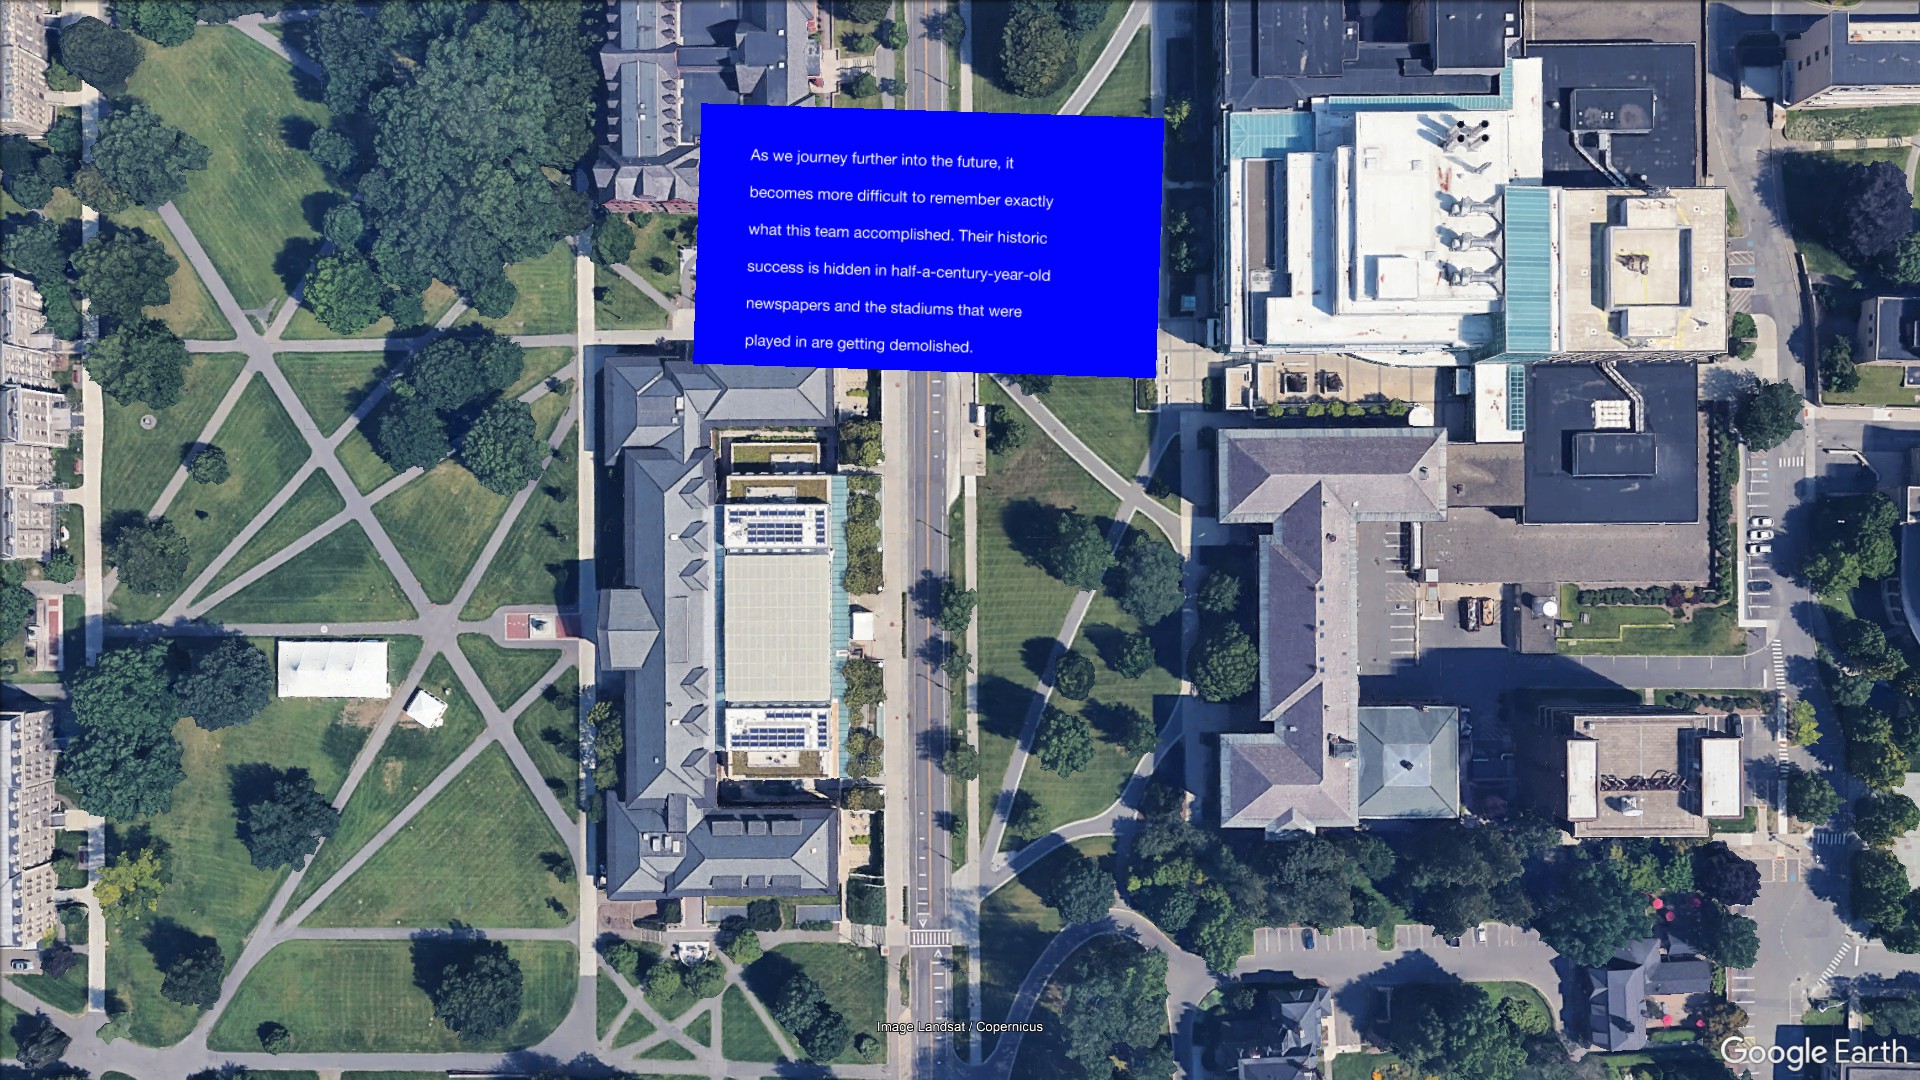 As we journey further into the future, it
becomes more difficult to remember exactly
what this team accomplished. Their historic
success is hidden in half-a-century-year-old
newspapers and the stadiums that were
played in are getting demolished.
Image Landsat / Copernicus
Google Earth